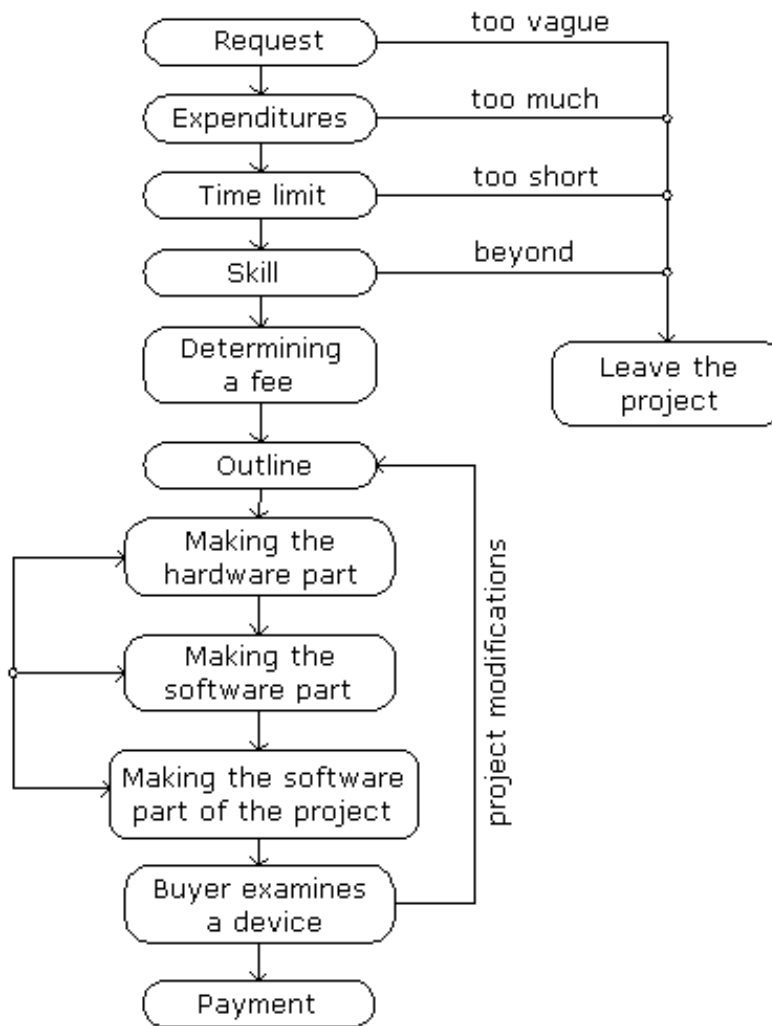 Request
too vague
Expenditures
too much
Time limit
too short
Skill
beyond
Determining
a fee
Leave the
project
Outline
Making the
hardware part
Making the
software part
project modifications
Making the software
part of the project
Buyer examines
a device
Payment